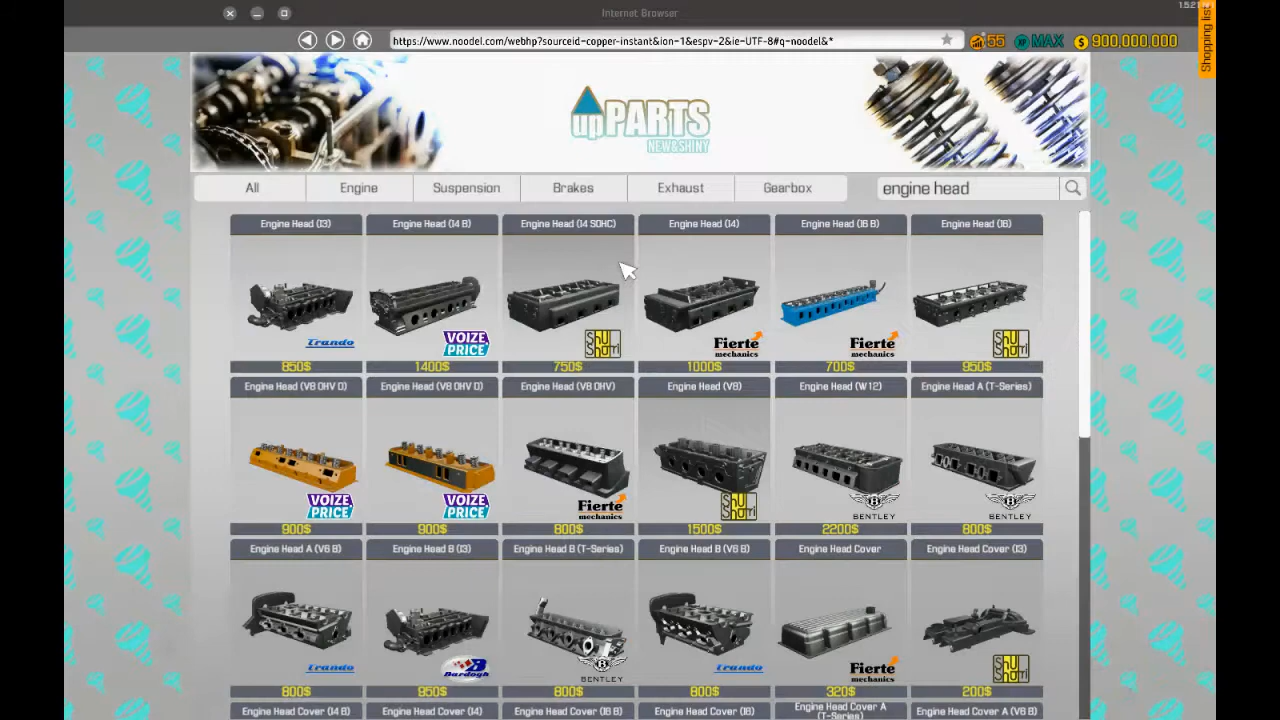 Internet Browser
1.5.21
Shopping list
https://www.noodel.com/webhp?sourceid-copper-instant&ion-1&espv-2&ie-UTF-8#q-noodel&*
55
MAX
$ 900,000,000
upPARTS
NEW&SHINY
All
Engine
Suspension
Brakes
Exhaust
Gearbox
engine head
Engine Head (I3)
Engine Head (I4 B)
Engine Head (I4 SOHC)
Engine Head (I4)
Engine Head (I6 B)
Engine Head (I6)
Trando
VOIZE PRICE
ShuShuTi
Fierte mechanics
Fierte mechanics
ShuShuTi
850$
1400$
750$
1000$
700$
950$
Engine Head (V8 OHV D)
Engine Head (V8 OHV D)
Engine Head (V8 OHV)
Engine Head (V8)
Engine Head (W12)
Engine Head A (T-Series)
VOIZE PRICE
VOIZE PRICE
Fierte mechanics
ShuShuTi
B BENTLEY
B BENTLEY
900$
900$
800$
1500$
2200$
800$
Engine Head A (V6 B)
Engine Head B (I3)
Engine Head B (T-Series)
Engine Head B (V6 B)
Engine Head Cover
Engine Head Cover (I3)
Trando
Bardogh
B BENTLEY
Trando
Fierte mechanics
ShuShuTi
800$
950$
800$
800$
320$
200$
Engine Head Cover (I4 B)
Engine Head Cover (I4)
Engine Head Cover (I6 B)
Engine Head Cover (I6)
Engine Head Cover A (T-Series)
Engine Head Cover A (V6 B)